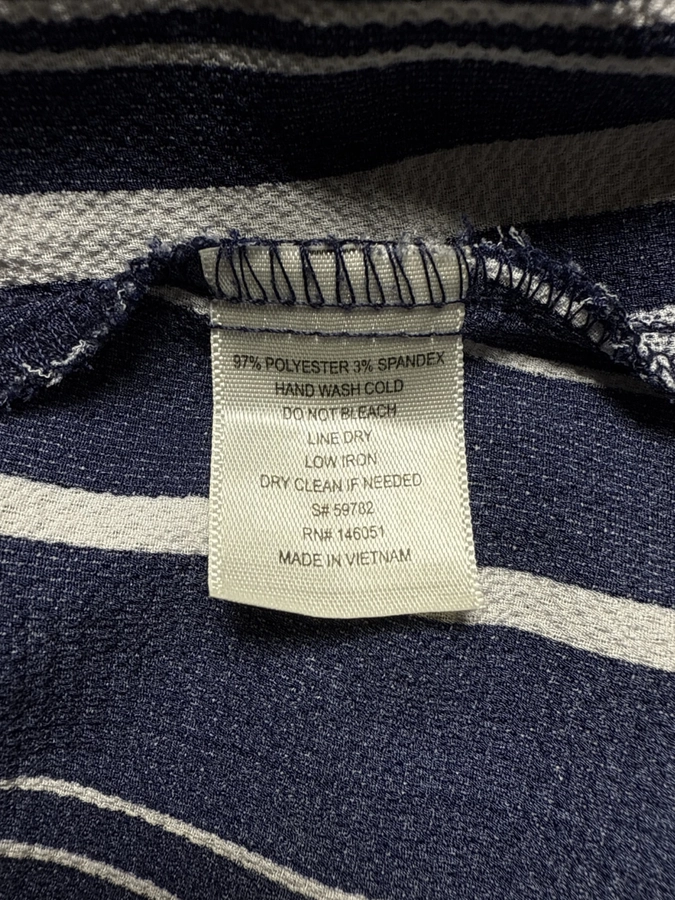 97% POLYESTER 3% SPANDEX
HAND WASH COLD
DO NOT BLEACH
LINE DRY
LOW IRON
DRY CLEAN IF NEEDED
S# 59782
RN# 146051
MADE IN VIETNAM